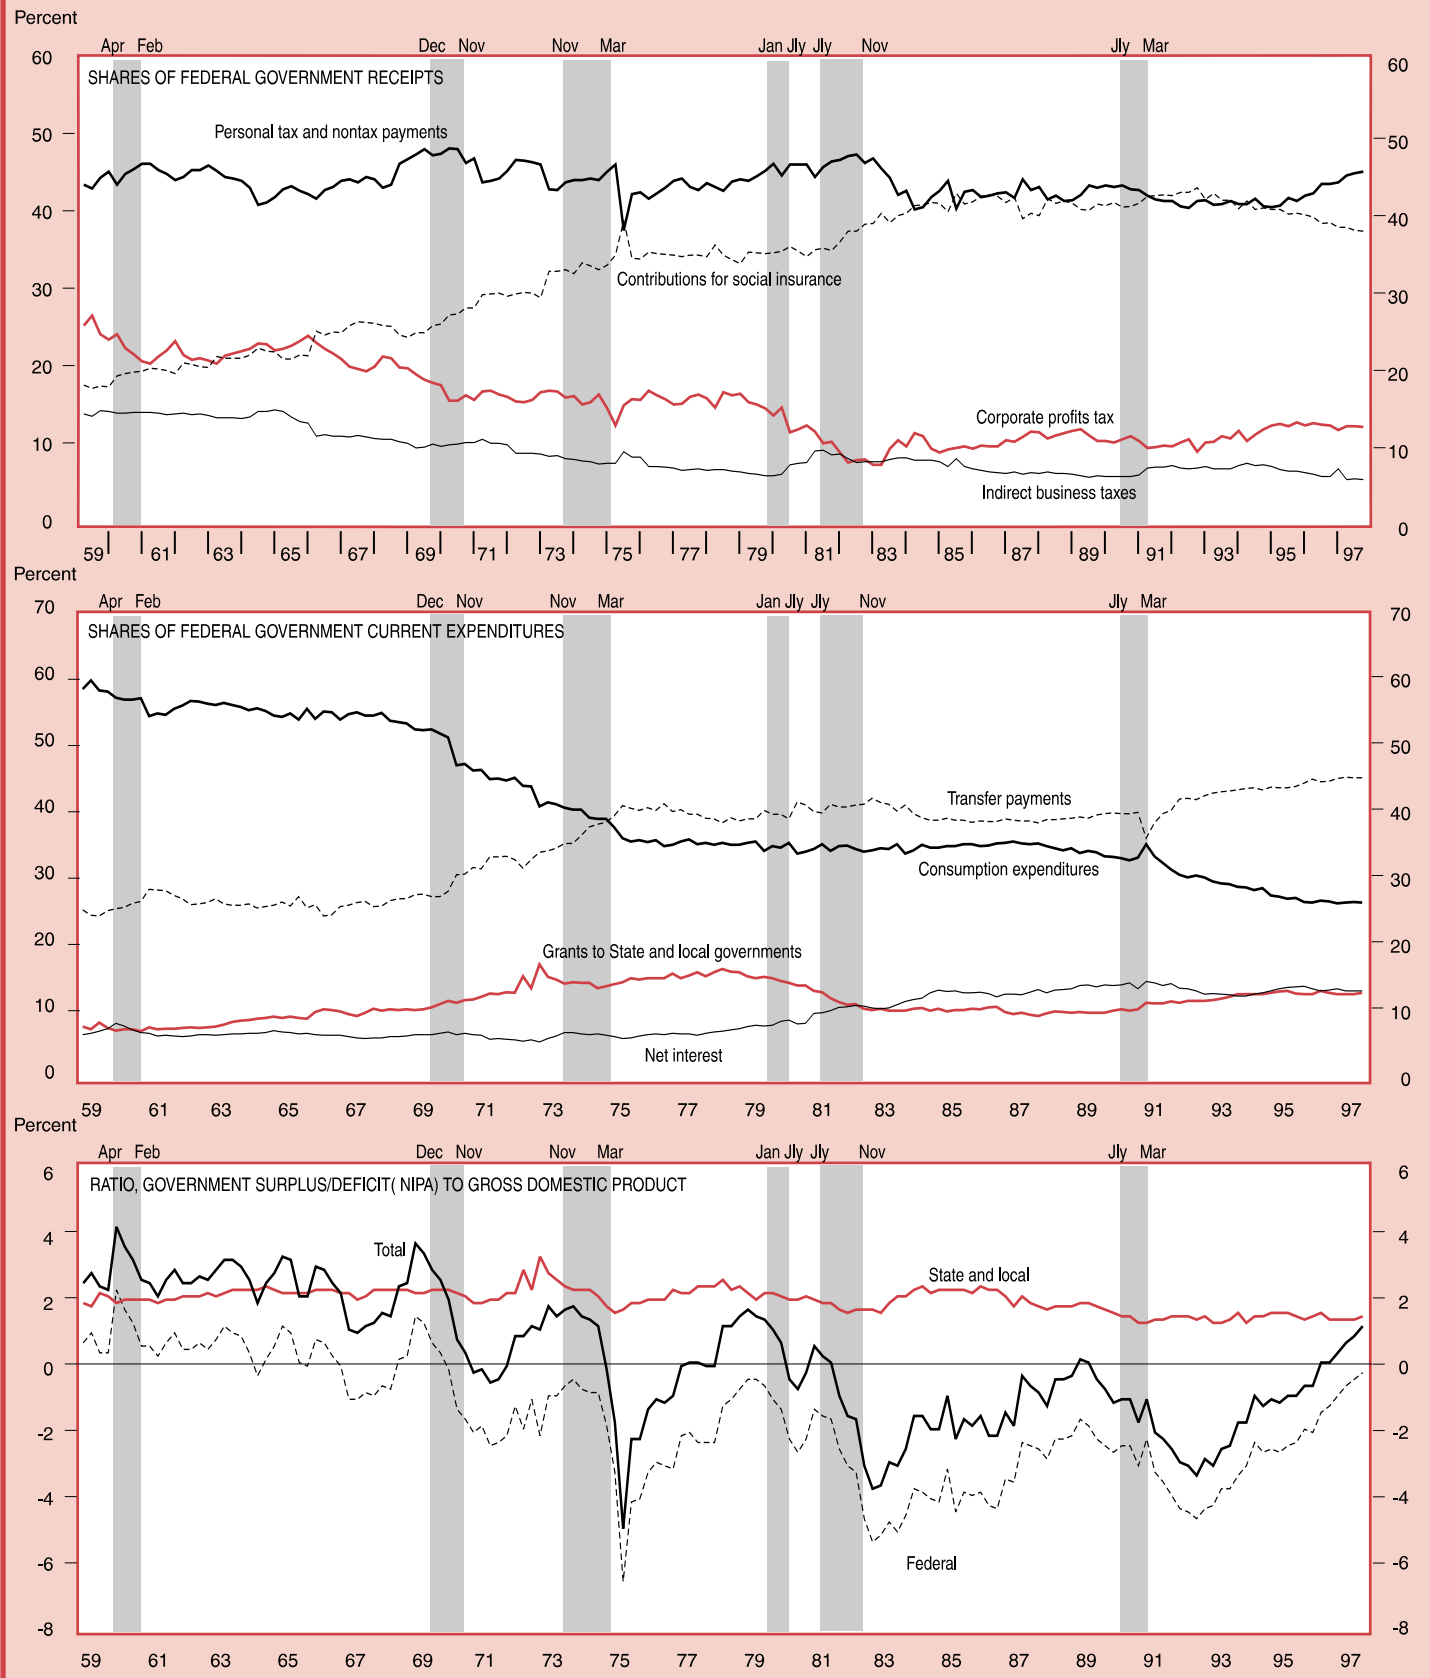 Percent
Apr Feb Dec Nov Nov Mar Jan Jly Jly Nov Jly Mar
60 60
SHARES OF FEDERAL GOVERNMENT RECEIPTS
Personal tax and nontax payments
50 50
40 40
Contributions for social insurance
30 30
20 20
Corporate profits tax
10 10
Indirect business taxes
0 0
59 61 63 65 67 69 71 73 75 77 79 81 83 85 87 89 91 93 95 97
Percent
Apr Feb Dec Nov Nov Mar Jan Jly Jly Nov Jly Mar
70 70
SHARES OF FEDERAL GOVERNMENT CURRENT EXPENDITURES
60 60
50 50
Transfer payments
40 40
Consumption expenditures
30 30
20 20
Grants to State and local governments
10 10
Net interest
0 0
59 61 63 65 67 69 71 73 75 77 79 81 83 85 87 89 91 93 95 97
Percent
Apr Feb Dec Nov Nov Mar Jan Jly Jly Nov Jly Mar
6 6
RATIO, GOVERNMENT SURPLUS/DEFICIT( NIPA) TO GROSS DOMESTIC PRODUCT
4 4
Total
State and local
2 2
0 0
-2 -2
-4 -4
-6 -6
Federal
-8 -8
59 61 63 65 67 69 71 73 75 77 79 81 83 85 87 89 91 93 95 97